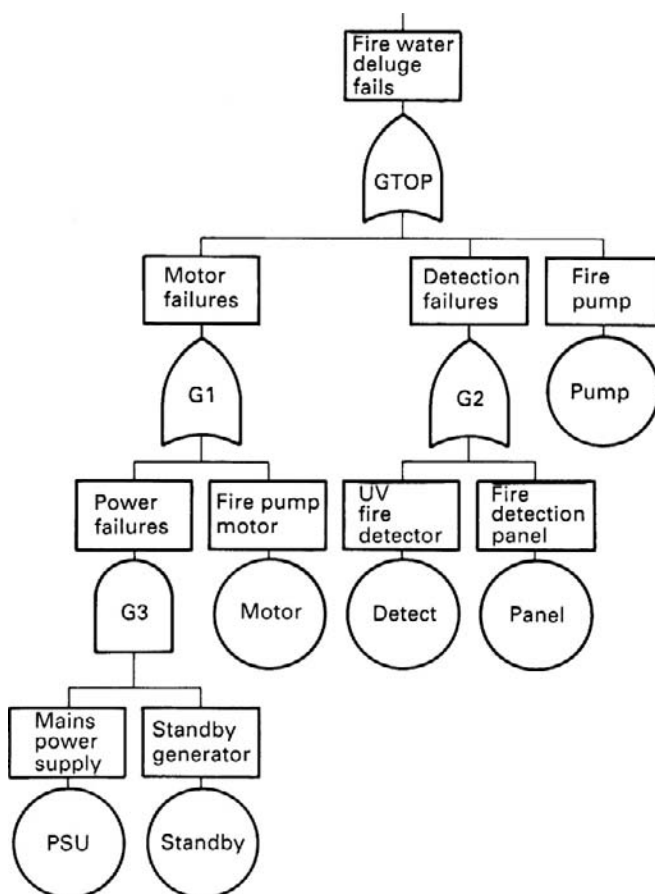 Fire water
deluge
fails
GTOP
Motor
failures
Detection
failures
Fire
pump
G1
G2
Pump
Power
failures
Fire pump
motor
UV
fire
detector
Fire
detection
panel
G3
Motor
Detect
Panel
Mains
power
supply
Standby
generator
PSU
Standby